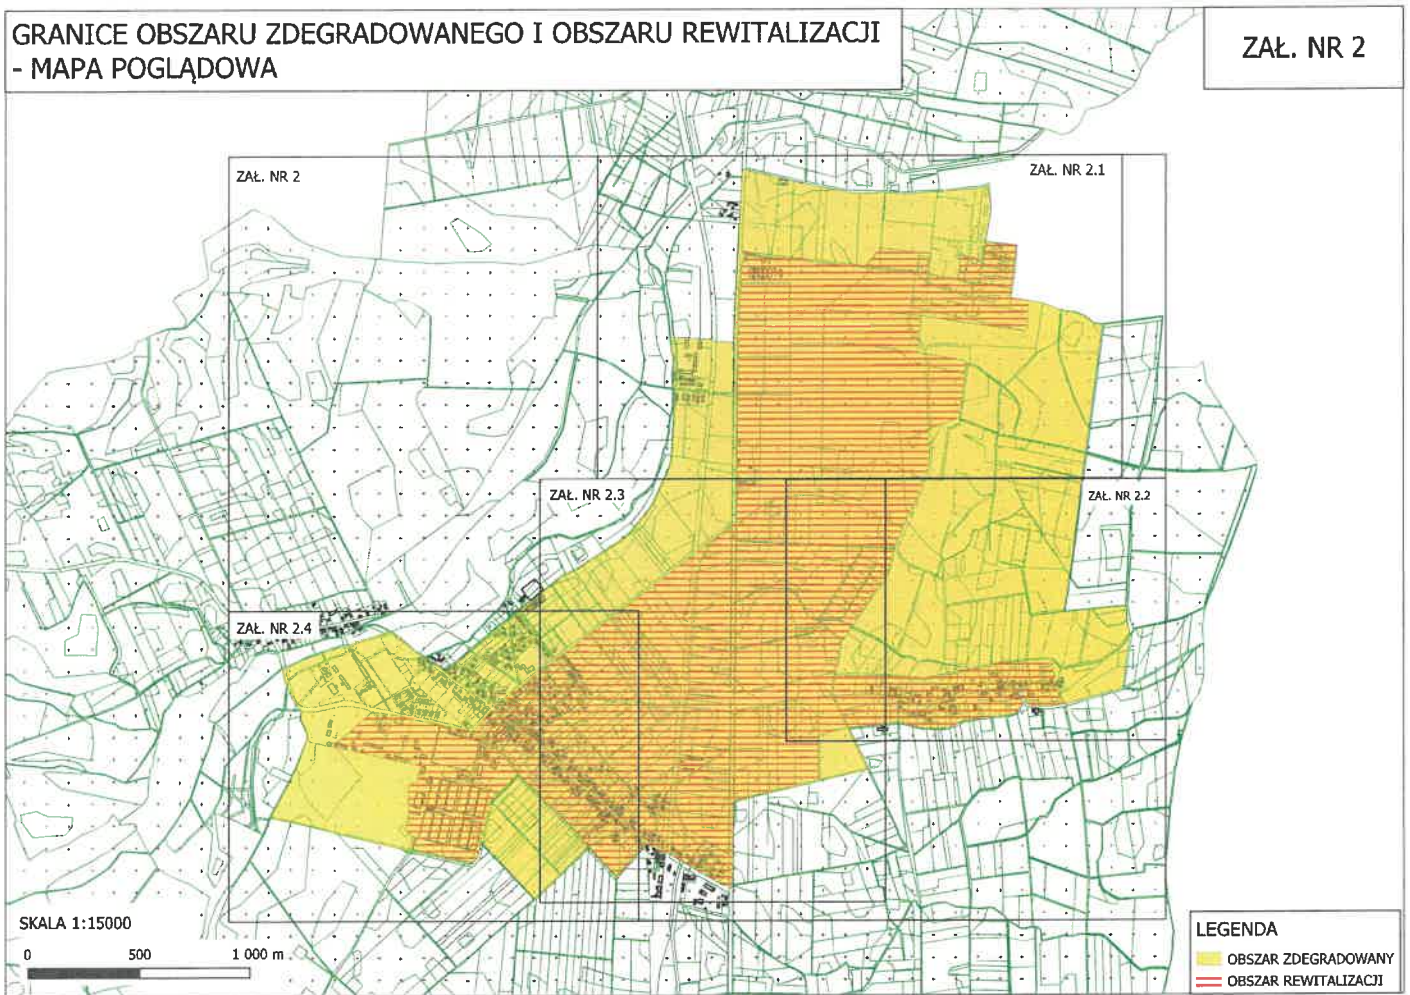 GRANICE OBSZARU ZDEGRADOWANEGO I OBSZARU REWITALIZACJI
- MAPA POGLĄDOWA
ZAŁ. NR 2
ZAŁ. NR 2
ZAŁ. NR 2.1
ZAŁ. NR 2.3
ZAŁ. NR 2.2
ZAŁ. NR 2.4
SKALA 1:15000
0 500 1 000 m
LEGENDA
OBSZAR ZDEGRADOWANY
OBSZAR REWITALIZACJI